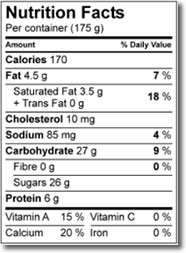 Nutrition Facts
Per container (175 g)
Amount % Daily Value
Calories 170
Fat 4.5 g 7 %
Saturated Fat 3.5 g
+ Trans Fat 0 g 18 %
Cholesterol 10 mg
Sodium 85 mg 4 %
Carbohydrate 27 g 9 %
Fibre 0 g 0 %
Sugars 26 g
Protein 6 g
Vitamin A 15 % Vitamin C 0 %
Calcium 20 % Iron 0 %